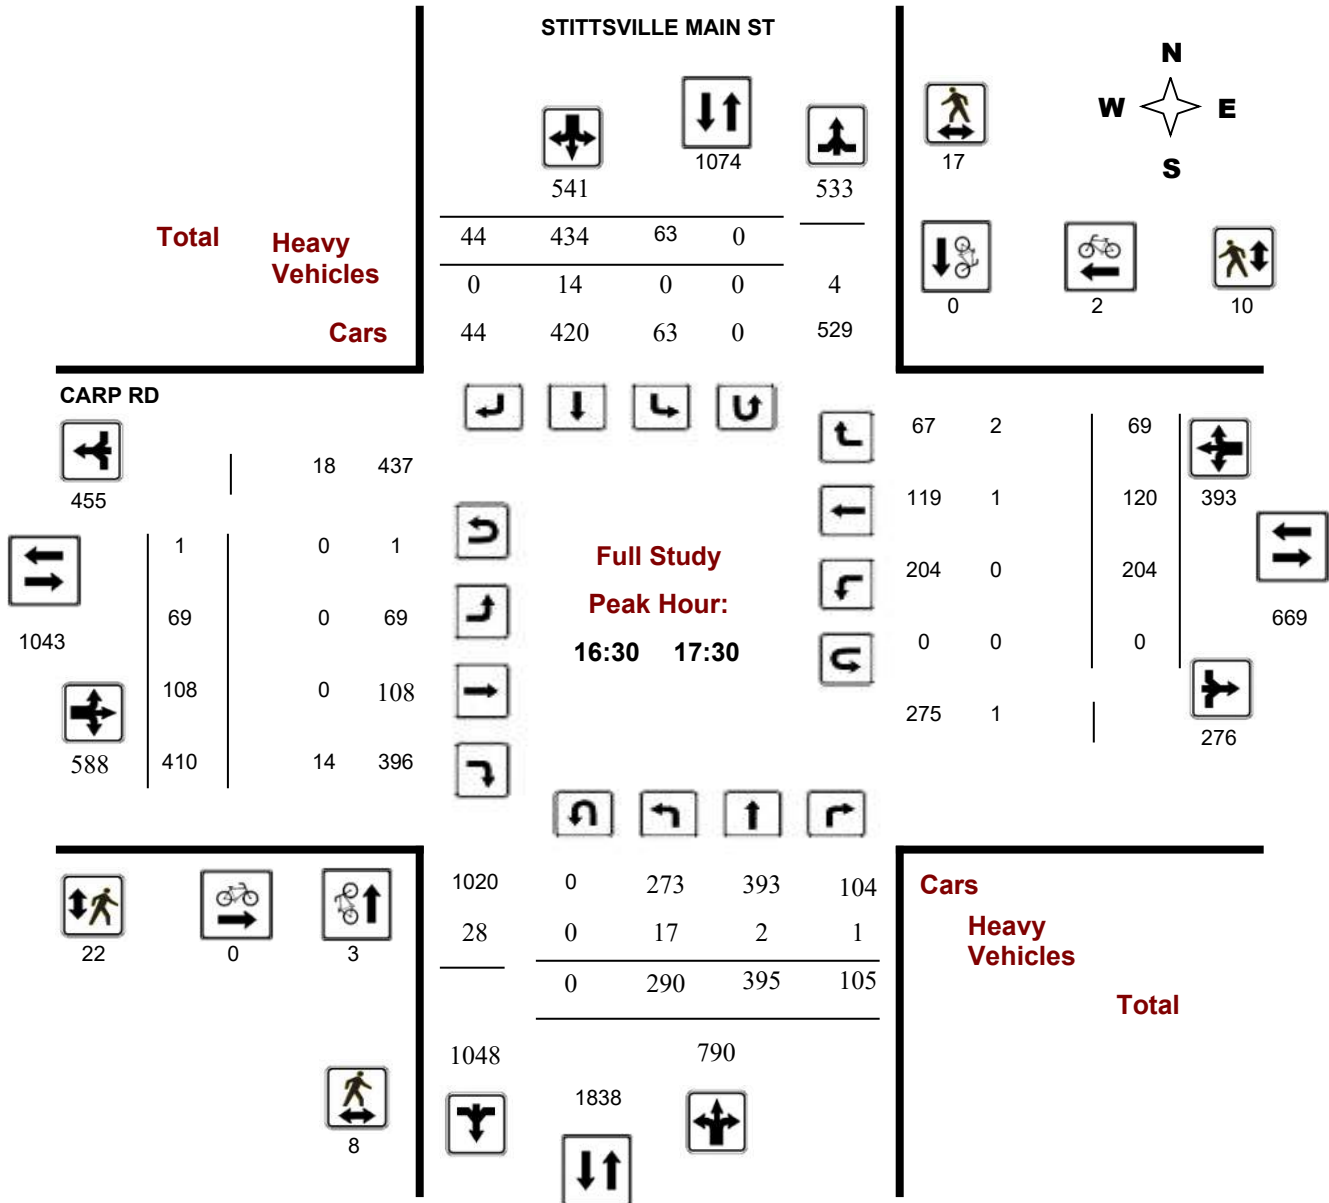 STITTSVILLE MAIN ST
N
W E
S
1074
17
541 533
Total Heavy Vehicles
44 434 63 0
0 14 0 0 4
0 2 10
Cars 44 420 63 0 529
CARP RD
67 2 69
18 437
455
119 1 120 393
1 0 1
Full Study
204 0 204
Peak Hour:
69 0 69
669
1043
16:30 17:30
0 0 0
108 0 108
275 1
276
588 410 14 396
1020 0 273 393 104
Cars
28 0 17 2 1
Heavy
Vehicles
22 0 3
0 290 395 105
Total
1048 790
1838
8